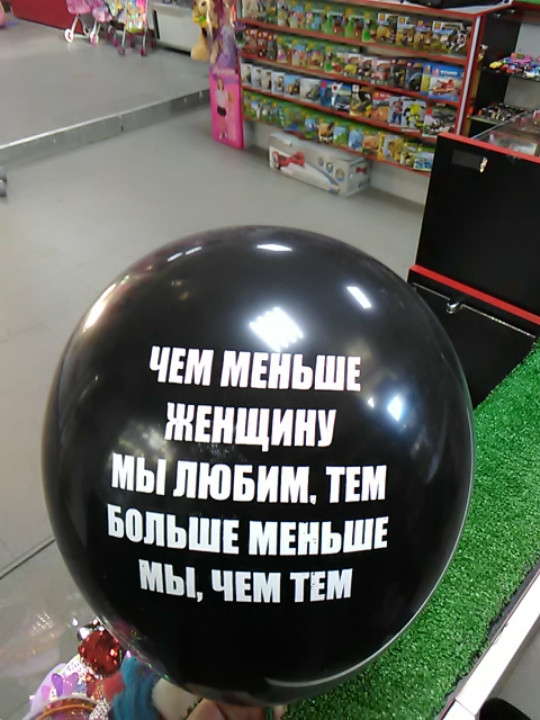 ЧЕМ МЕНЬШЕ
ЖЕНЩИНУ
МЫ ЛЮБИМ, ТЕМ
БОЛЬШЕ МЕНЬШЕ
МЫ, ЧЕМ ТЕМ